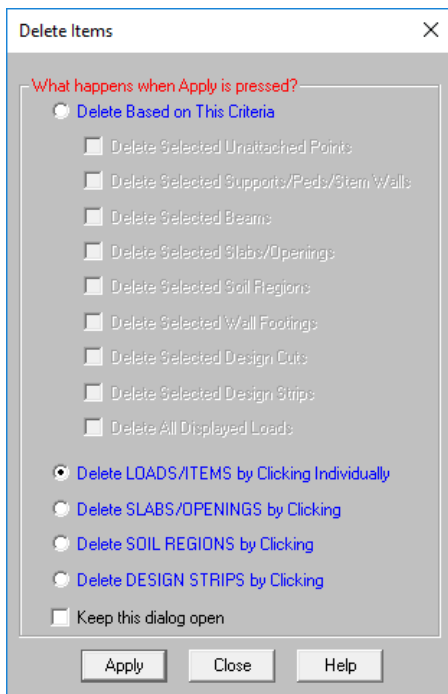 Delete Items
What happens when Apply is pressed?
Delete Based on This Criteria
Delete Selected Unattached Points
Delete Selected Supports/Peds/Stem Walls
Delete Selected Beams
Delete Selected Slabs/Openings
Delete Selected Soil Regions
Delete Selected Wall Footings
Delete Selected Design Cuts
Delete Selected Design Strips
Delete All Displayed Loads
Delete LOADS/ITEMS by Clicking Individually
Delete SLABS/OPENINGS by Clicking
Delete SOIL REGIONS by Clicking
Delete DESIGN STRIPS by Clicking
Keep this dialog open
Apply Close Help